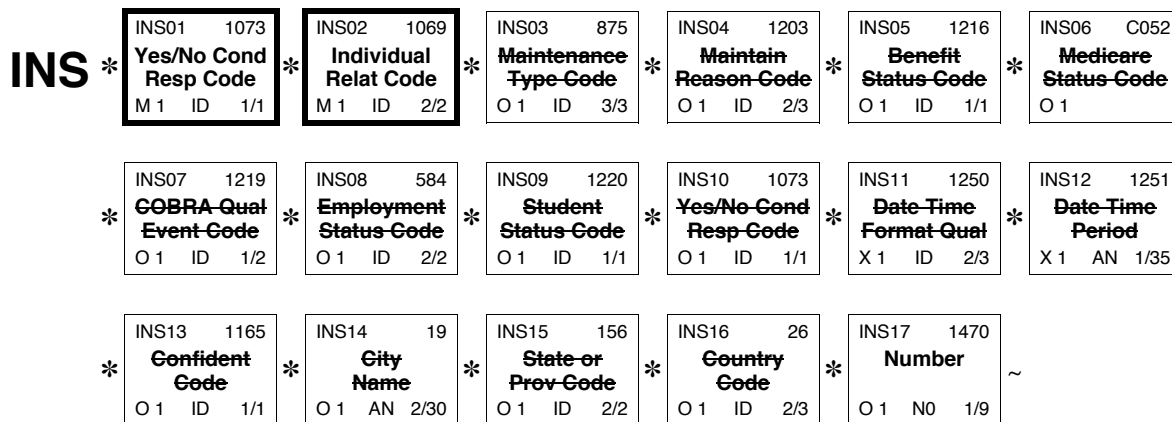 INS01 1073 INS02 1069 INS03 875 INS04 1203 INS05 1216 INS06 C052
INS * Yes/No Cond * Individual * Maintenance * Maintain * Benefit * Medicare
Resp Code Relat Code Type Code Reason Code Status Code Status Code
M 1 ID 1/1 M 1 ID 2/2 O 1 ID 3/3 O 1 ID 2/3 O 1 ID 1/1 O 1
INS07 1219 INS08 584 INS09 1220 INS10 1073 INS11 1250 INS12 1251
* COBRA Qual * Employment * Student * Yes/No Cond * Date Time * Date Time
Event Code Status Code Status Code Resp Code Format Qual Period
O 1 ID 1/2 O 1 ID 2/2 O 1 ID 1/1 O 1 ID 1/1 X 1 ID 2/3 X 1 AN 1/35
INS13 1165 INS14 19 INS15 156 INS16 26 INS17 1470
* Confident * City * State or * Country * Number ~
Code Name Prov Code Code
O 1 ID 1/1 O 1 AN 2/30 O 1 ID 2/2 O 1 ID 2/3 O 1 N0 1/9